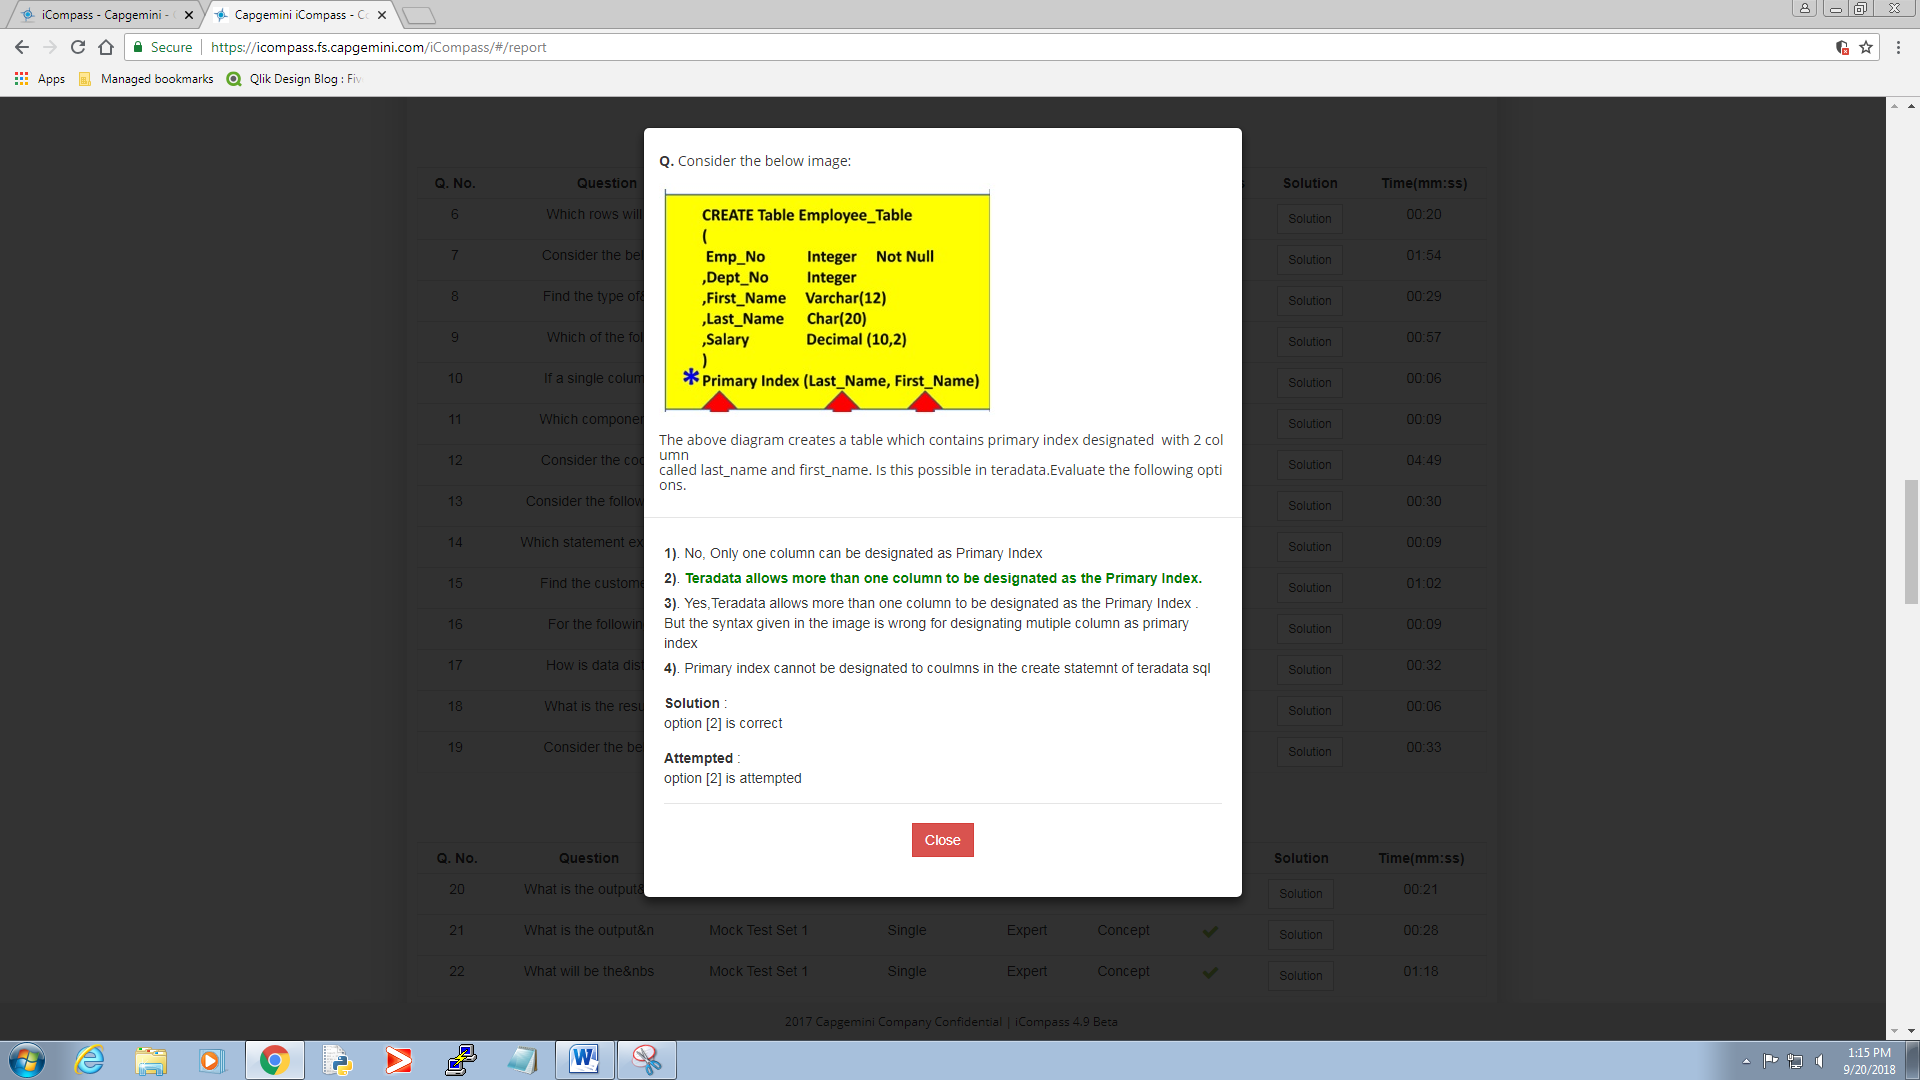 iCompass - Capgemini -
Capgemini iCompass - Co
Secure https://icompass.fs.capgemini.com/iCompass/#/report
Apps Managed bookmarks Qlik Design Blog : Fiv
Q. Consider the below image:
CREATE Table Employee_Table
(
Emp_No Integer Not Null
,Dept_No Integer
,First_Name Varchar(12)
,Last_Name Char(20)
,Salary Decimal (10,2)
)
* Primary Index (Last_Name, First_Name)
The above diagram creates a table which contains primary index designated with 2 col
umn
called last_name and first_name. Is this possible in teradata.Evaluate the following opti
ons.
1). No, Only one column can be designated as Primary Index
2). Teradata allows more than one column to be designated as the Primary Index.
3). Yes,Teradata allows more than one column to be designated as the Primary Index .
But the syntax given in the image is wrong for designating mutiple column as primary
index
4). Primary index cannot be designated to coulmns in the create statemnt of teradata sql
Solution :
option [2] is correct
Attempted :
option [2] is attempted
Close
Q. No. Question Solution Time(mm:ss)
6 Which rows will Solution 00:20
7 Consider the bel Solution 01:54
8 Find the type of& Solution 00:29
9 Which of the fol Solution 00:57
10 If a single colum Solution 00:06
11 Which componen Solution 00:09
12 Consider the coo Solution 04:49
13 Consider the follow Solution 00:30
14 Which statement ex Solution 00:09
15 Find the custome Solution 01:02
16 For the followin Solution 00:09
17 How is data dist Solution 00:32
18 What is the resu Solution 00:06
19 Consider the be Solution 00:33
Q. No. Question Solution Time(mm:ss)
20 What is the output& Solution 00:21
21 What is the output&n Mock Test Set 1 Single Expert Concept Solution 00:28
22 What will be the&nbs Mock Test Set 1 Single Expert Concept Solution 01:18
2017 Capgemini Company Confidential | iCompass 4.9 Beta
1:15 PM
9/20/2018